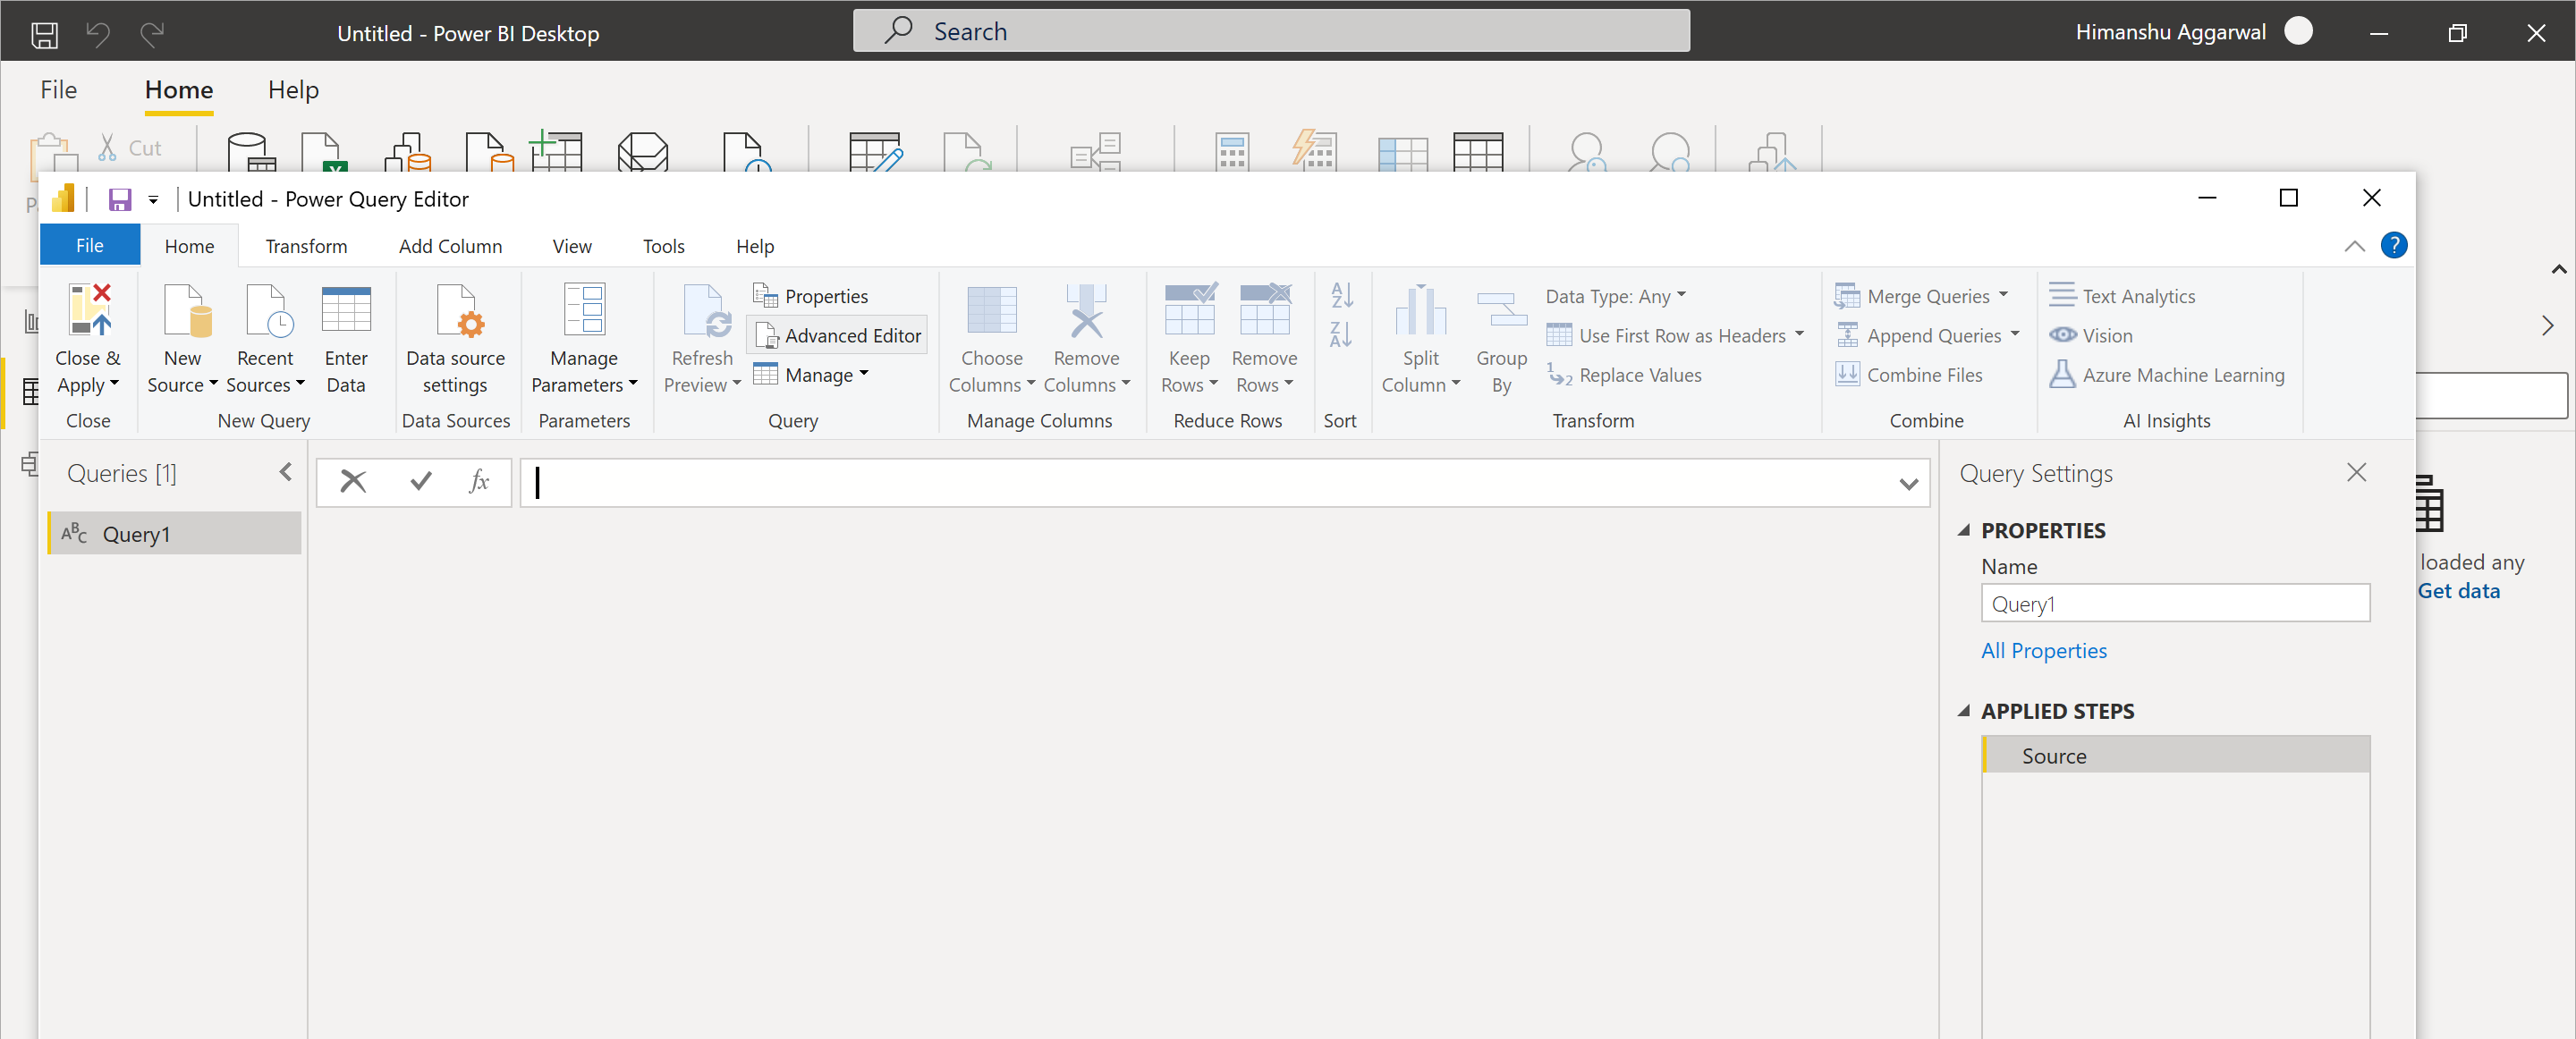 Untitled - Power BI Desktop
Search
Himanshu Aggarwal
File
Home
Help
Cut
Untitled - Power Query Editor
File
Home
Transform
Add Column
View
Tools
Help
?
Close &
Apply
Close
New
Source
Recent
Sources
Enter
Data
New Query
Data source
settings
Data Sources
Manage
Parameters
Parameters
Refresh
Preview
Properties
Advanced Editor
Manage
Query
Choose
Columns
Remove
Columns
Manage Columns
Keep
Rows
Remove
Rows
Reduce Rows
A
Z
Z
A
Sort
Split
Column
Group
By
Data Type: Any
Use First Row as Headers
1 2 Replace Values
Transform
Merge Queries
Append Queries
Combine Files
Combine
Text Analytics
Vision
Azure Machine Learning
AI Insights
Queries [1]
ABC Query1
fx
Query Settings
PROPERTIES
Name
Query1
All Properties
APPLIED STEPS
Source
loaded any
Get data